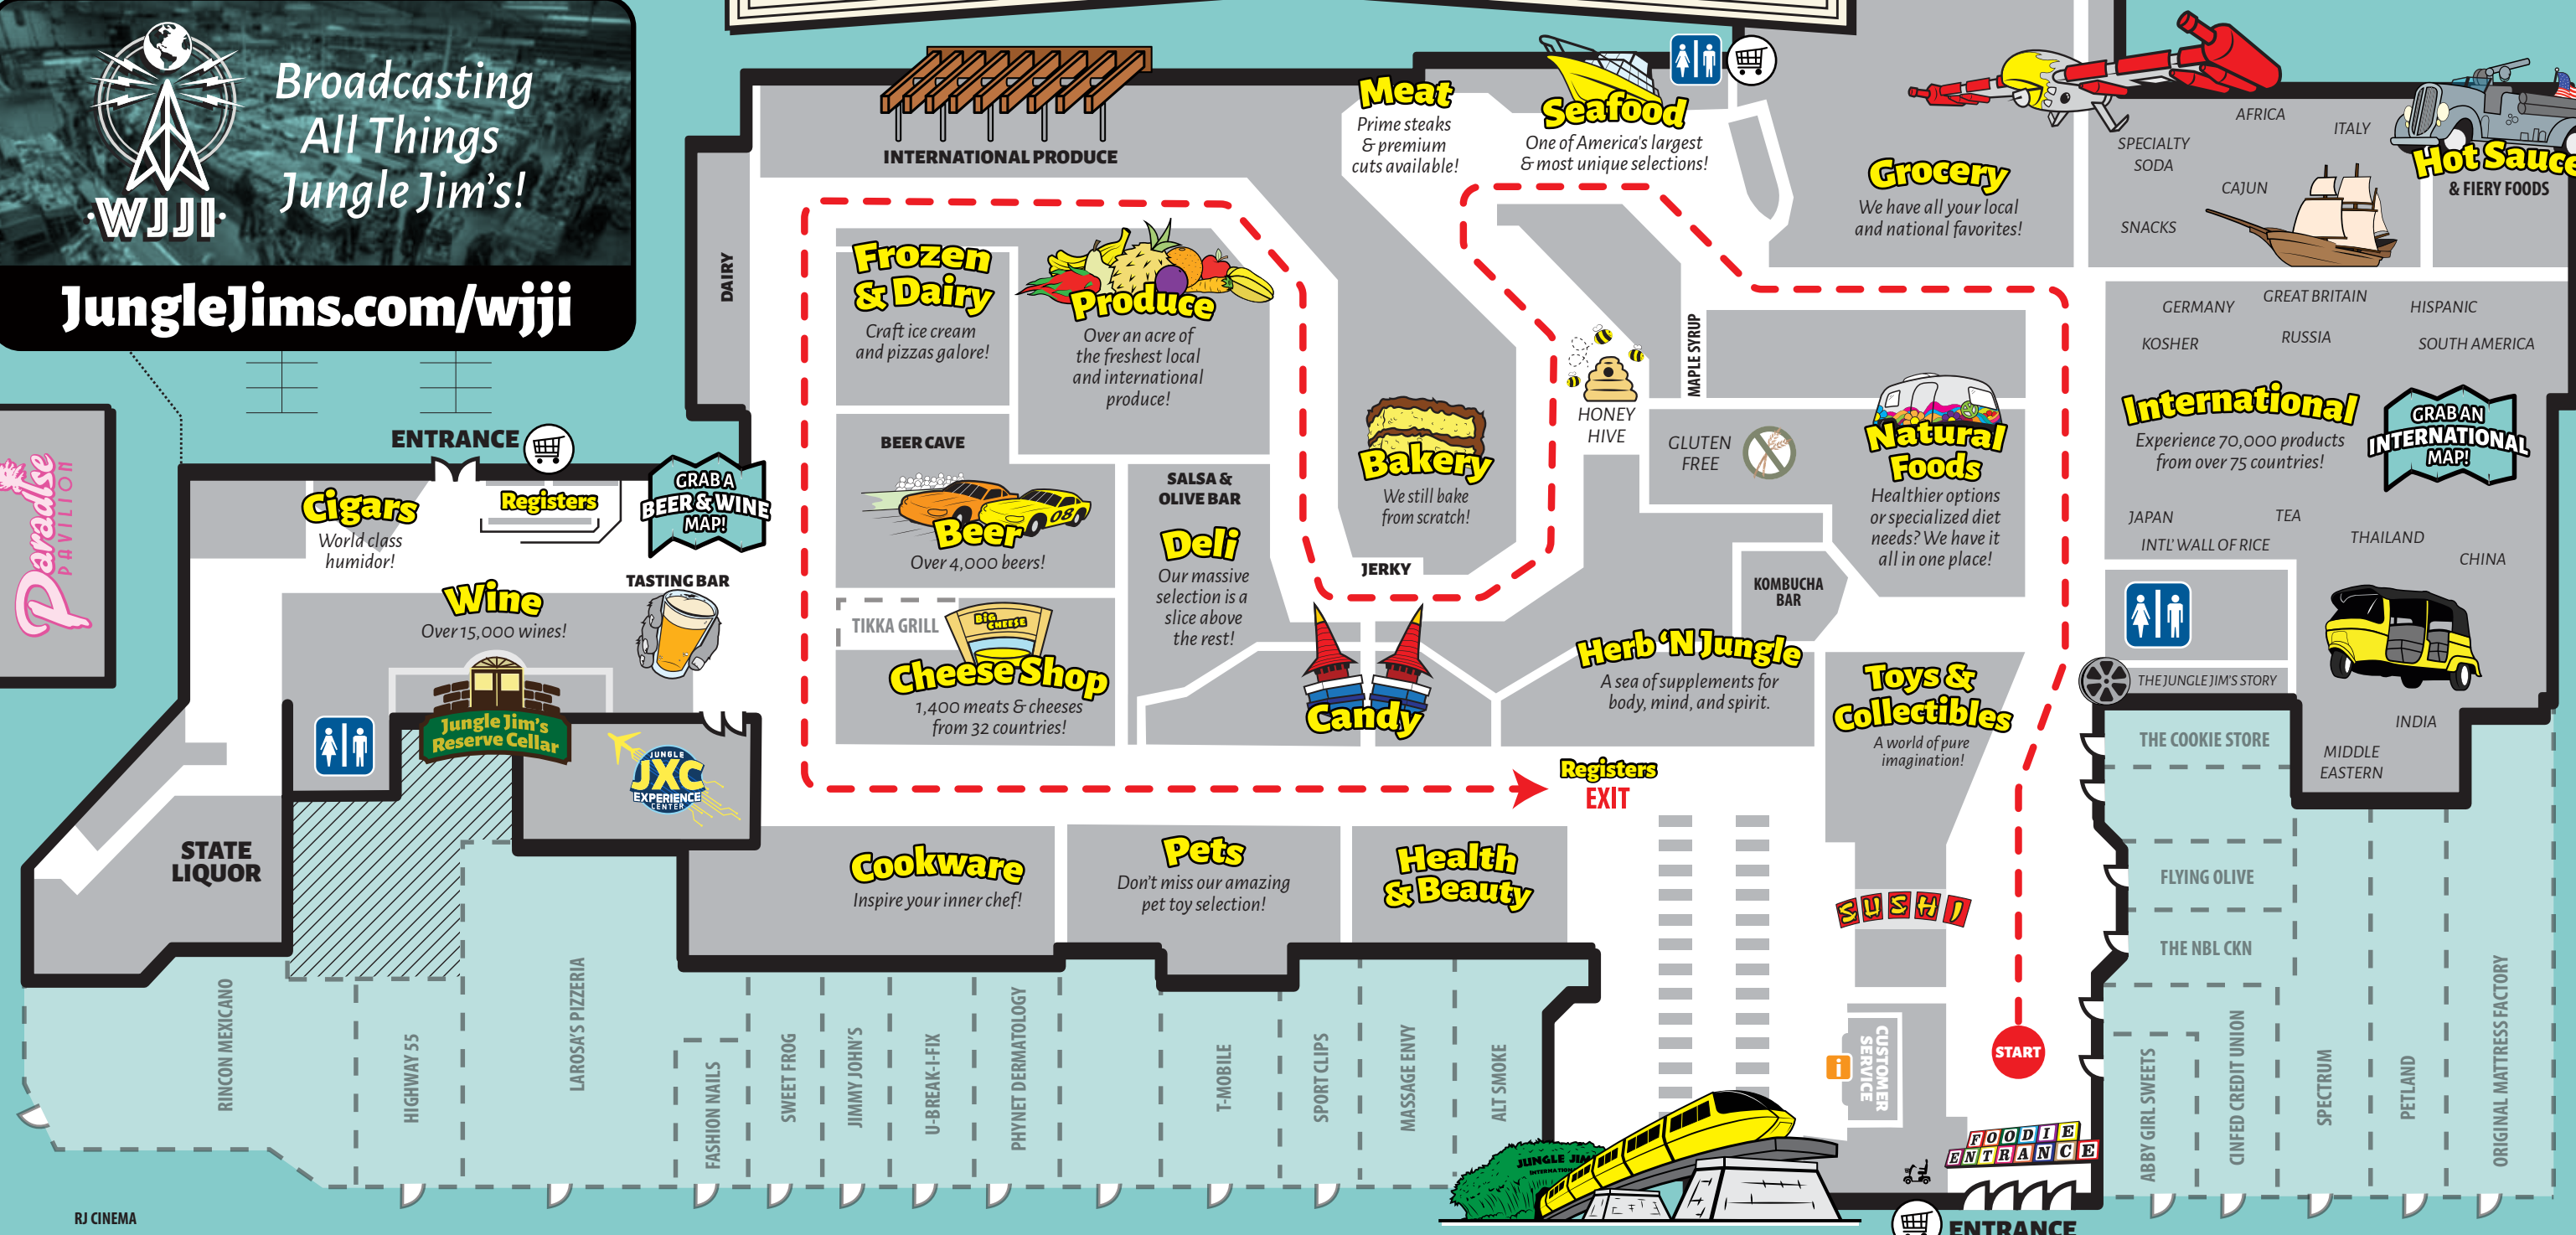 Broadcasting
All Things
Jungle Jim's!
·WJJI·
JungleJims.com/wjji
Paradise
PAVILION
ENTRANCE
Cigars
World class
humidor!
Registers
GRAB A
BEER & WINE
MAP!
Wine
Over 15,000 wines!
TASTING BAR
Jungle Jim's
Reserve Cellar
JUNGLE
JXC
EXPERIENCE
CENTER
STATE
LIQUOR
DAIRY
INTERNATIONAL PRODUCE
Frozen
& Dairy
Craft ice cream
and pizzas galore!
Produce
Over an acre of
the freshest local
and international
produce!
BEER CAVE
08
Beer
Over 4,000 beers!
SALSA &
OLIVE BAR
Deli
Our massive
selection is a
slice above
the rest!
TIKKA GRILL
BIG
CHEESE
Cheese Shop
1,400 meats & cheeses
from 32 countries!
Meat
Prime steaks
& premium
cuts available!
Seafood
One of America's largest
& most unique selections!
Bakery
We still bake
from scratch!
JERKY
Candy
HONEY
HIVE
MAPLE SYRUP
GLUTEN
FREE
Natural
Foods
Healthier options
or specialized diet
needs? We have it
all in one place!
KOMBUCHA
BAR
Herb 'N Jungle
A sea of supplements for
body, mind, and spirit.
Toys &
Collectibles
A world of pure
imagination!
Registers
EXIT
Grocery
We have all your local
and national favorites!
AFRICA
ITALY
SPECIALTY
SODA
CAJUN
SNACKS
Hot Sauce
& FIERY FOODS
GERMANY
GREAT BRITAIN
HISPANIC
KOSHER
RUSSIA
SOUTH AMERICA
International
Experience 70,000 products
from over 75 countries!
GRAB AN
INTERNATIONAL
MAP!
JAPAN
TEA
INTL' WALL OF RICE
THAILAND
CHINA
THE JUNGLE JIM'S STORY
INDIA
MIDDLE
EASTERN
Cookware
Inspire your inner chef!
Pets
Don't miss our amazing
pet toy selection!
Health
& Beauty
SUSHI
CUSTOMER
SERVICE
i
START
FOODIE
ENTRANCE
ENTRANCE
JUNGLE JIM
THE COOKIE STORE
FLYING OLIVE
THE NBL CKN
ABBY GIRL SWEETS
CINFED CREDIT UNION
SPECTRUM
PETLAND
ORIGINAL MATTRESS FACTORY
RINCON MEXICANO
HIGHWAY 55
LAROSA'S PIZZERIA
FASHION NAILS
SWEET FROG
JIMMY JOHN'S
U-BREAK-I-FIX
PHYNET DERMATOLOGY
T-MOBILE
SPORT CLIPS
MASSAGE ENVY
ALT SMOKE
RJ CINEMA